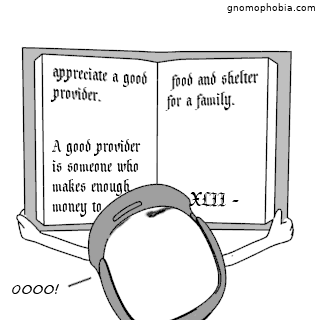 gnomophobia.com
appreciate a good
provider.
A good provider
is someone who
makes enough
money to
food and shelter
for a family.
XLII -
OOOO!